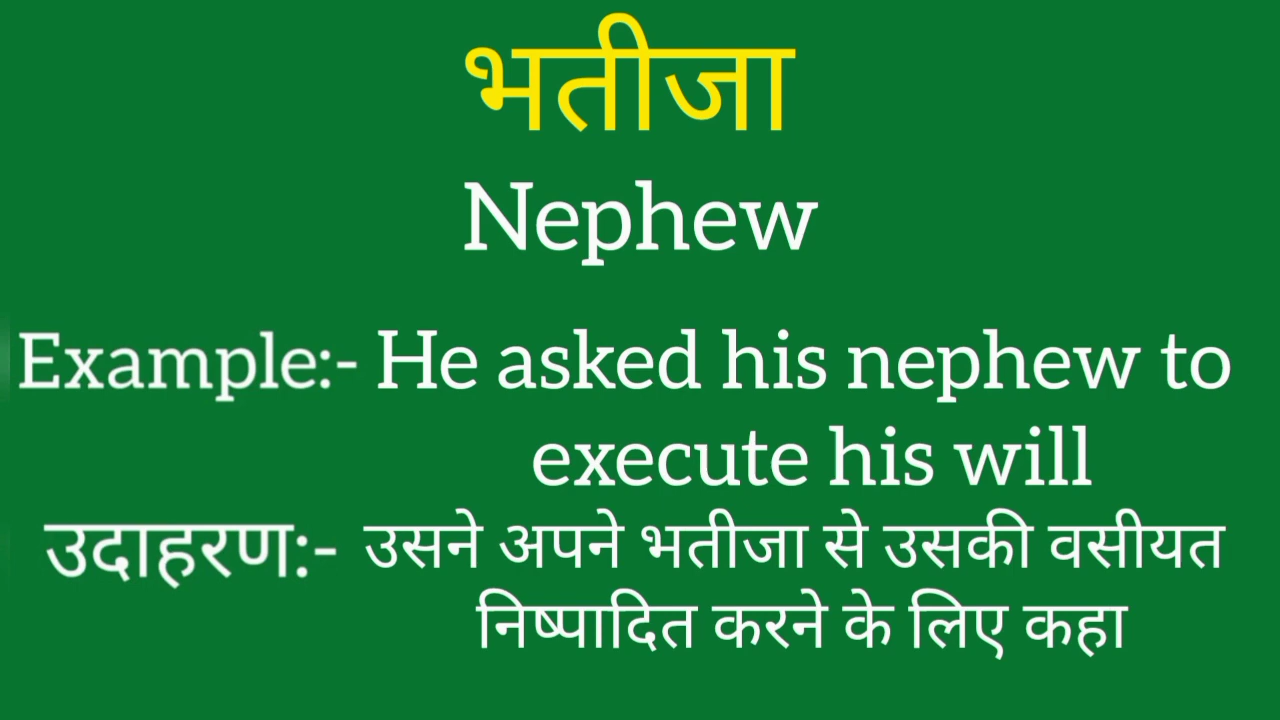 भतीजा
Nephew
Example:- He asked his nephew to
execute his will
उदाहरण:- उसने अपने भतीजा से उसकी वसीयत
निष्पादित करने के लिए कहा